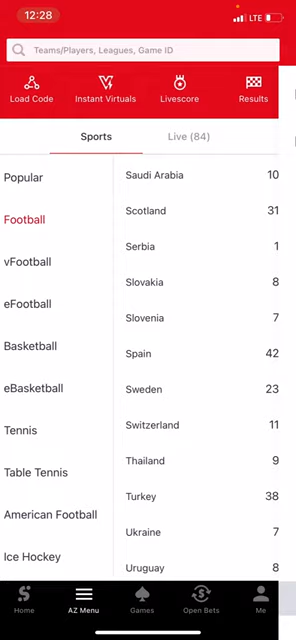 12:28
LTE
Teams/Players, Leagues, Game ID
Load Code
Instant Virtuals
Livescore
Results
Sports
Live (84)
Popular
Football
vFootball
eFootball
Basketball
eBasketball
Tennis
Table Tennis
American Football
Ice Hockey
Saudi Arabia 10
Scotland 31
Serbia 1
Slovakia 8
Slovenia 7
Spain 42
Sweden 23
Switzerland 11
Thailand 9
Turkey 38
Ukraine 7
Uruguay 8
Home
AZ Menu
Games
Open Bets
Me